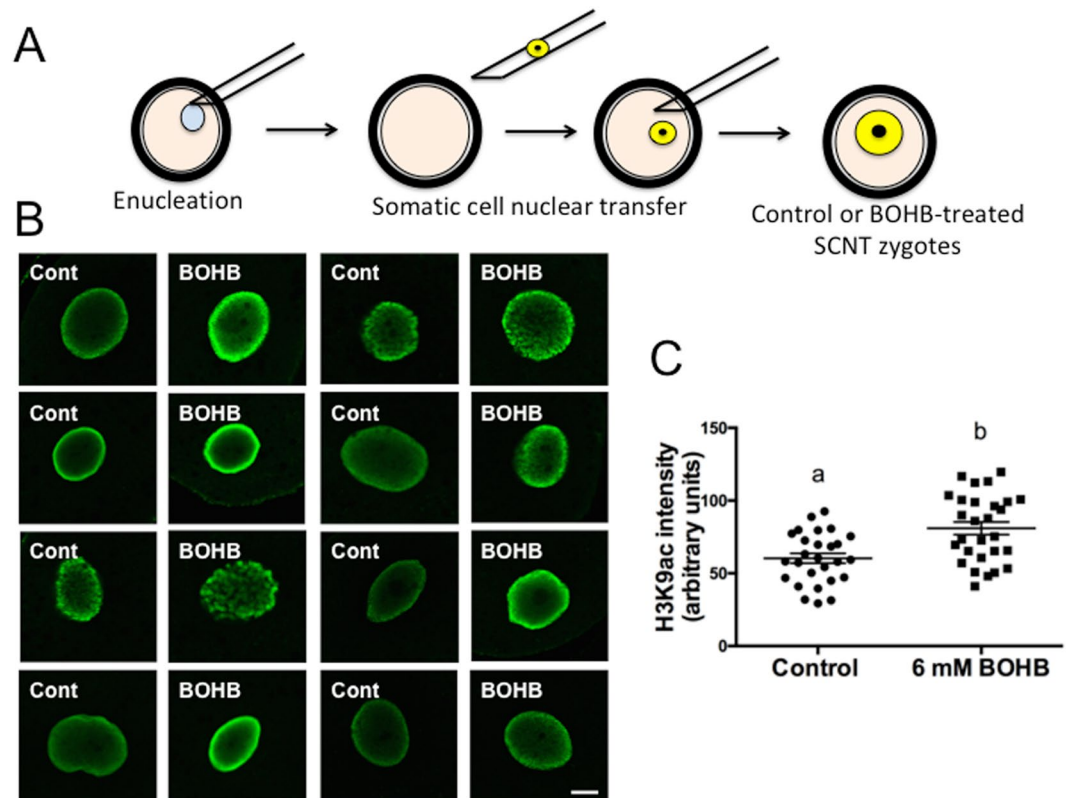 A
Enucleation
Somatic cell nuclear transfer
Control or BOHB-treated
SCNT zygotes
B
Cont BOHB Cont BOHB
Cont BOHB Cont BOHB
Cont BOHB Cont BOHB
Cont BOHB Cont BOHB
C
H3K9ac intensity
(arbitrary units)
150
100
50
0
a
b
Control 6 mM BOHB